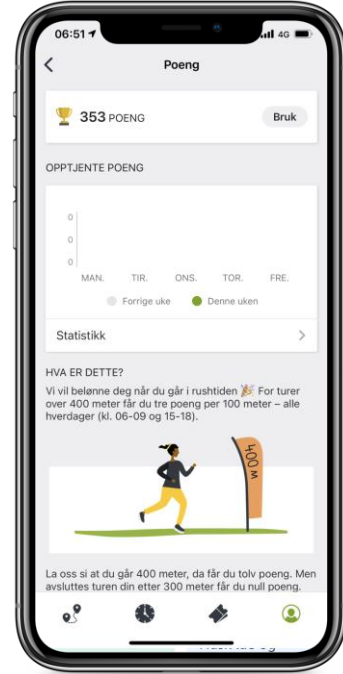 06:51 4G
Poeng
353 POENG Bruk
OPPTJENTE POENG
0
0
0
MAN. TIR. ONS. TOR. FRE.
Forrige uke Denne uken
Statistikk
HVA ER DETTE?
Vi vil belønne deg når du går i rushtiden 🎉 For turer
over 400 meter får du tre poeng per 100 meter – alle
hverdager (kl. 06-09 og 15-18).
400 M
La oss si at du går 400 meter, da får du tolv poeng. Men
avsluttes turen din etter 300 meter får du null poeng.